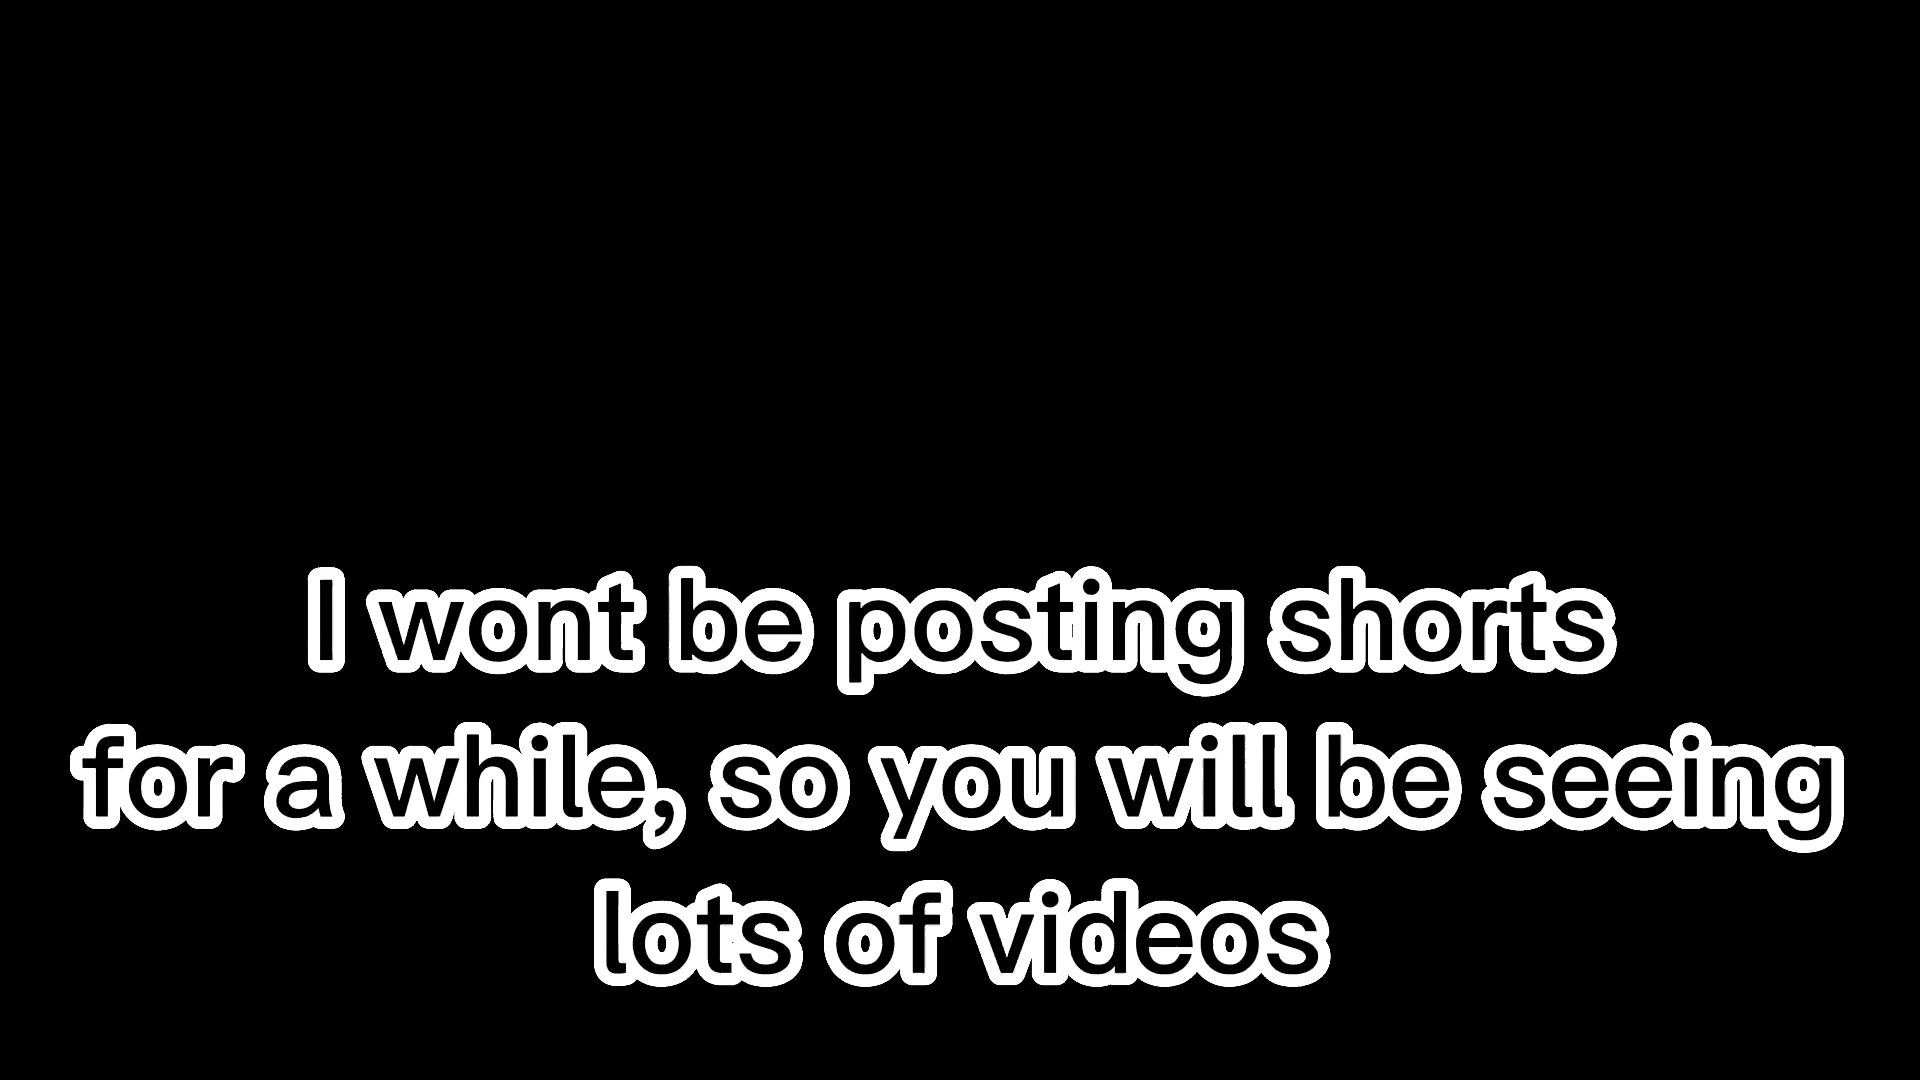 I wont be posting shorts
for a while, so you will be seeing
lots of videos